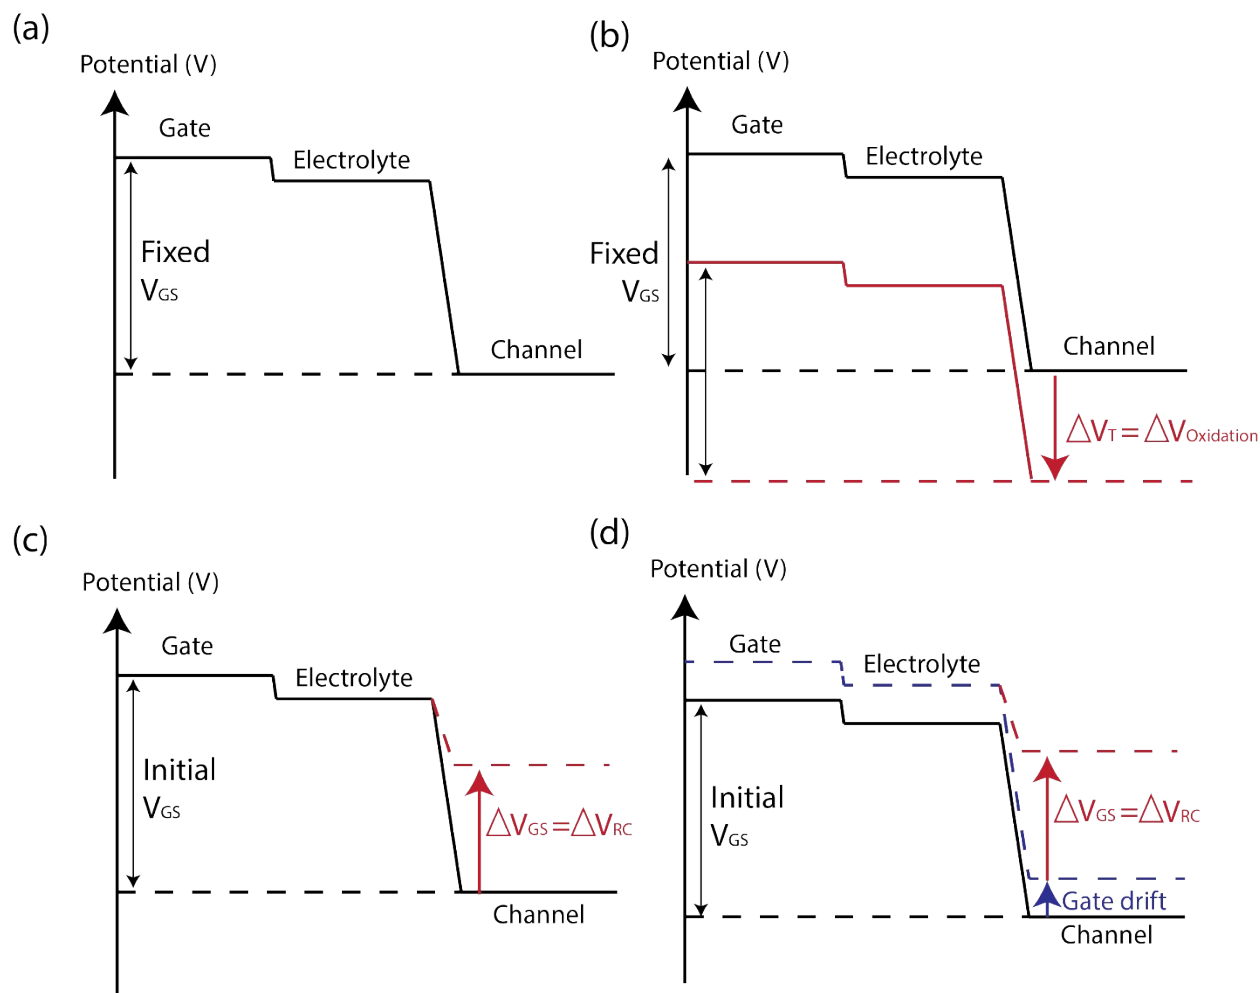 (a)
Potential (V)
Gate
Electrolyte
Fixed
VGS
Channel
(b)
Potential (V)
Gate
Electrolyte
Fixed
VGS
Channel
△VT = △VOxidation
(c)
Potential (V)
Gate
Electrolyte
Initial
VGS
△VGS = △VRC
Channel
(d)
Potential (V)
Gate
Electrolyte
Initial
VGS
△VGS = △VRC
Gate drift
Channel